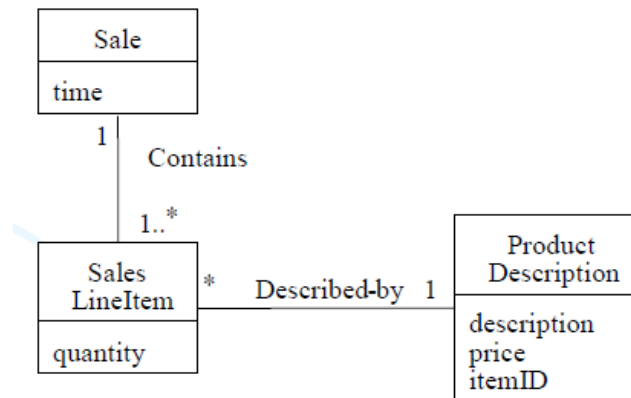 Sale
time
1
Contains
1..*
Sales
LineItem
quantity
*
Described-by
1
Product
Description
description
price
itemID